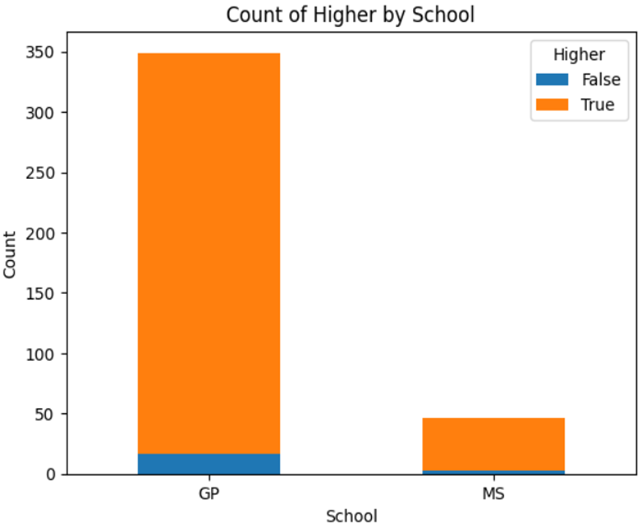 Count of Higher by School
Higher
False
True
350
300
250
200
150
100
50
0
Count
GP
MS
School